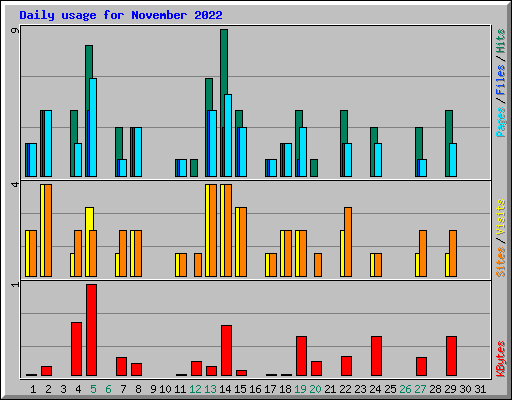 Daily usage for November 2022
9
Pages / Files / Hits
4
Sites / Visits
1
KBytes
1 2 3 4 5 6 7 8 9 10 11 12 13 14 15 16 17 18 19 20 21 22 23 24 25 26 27 28 29 30 31